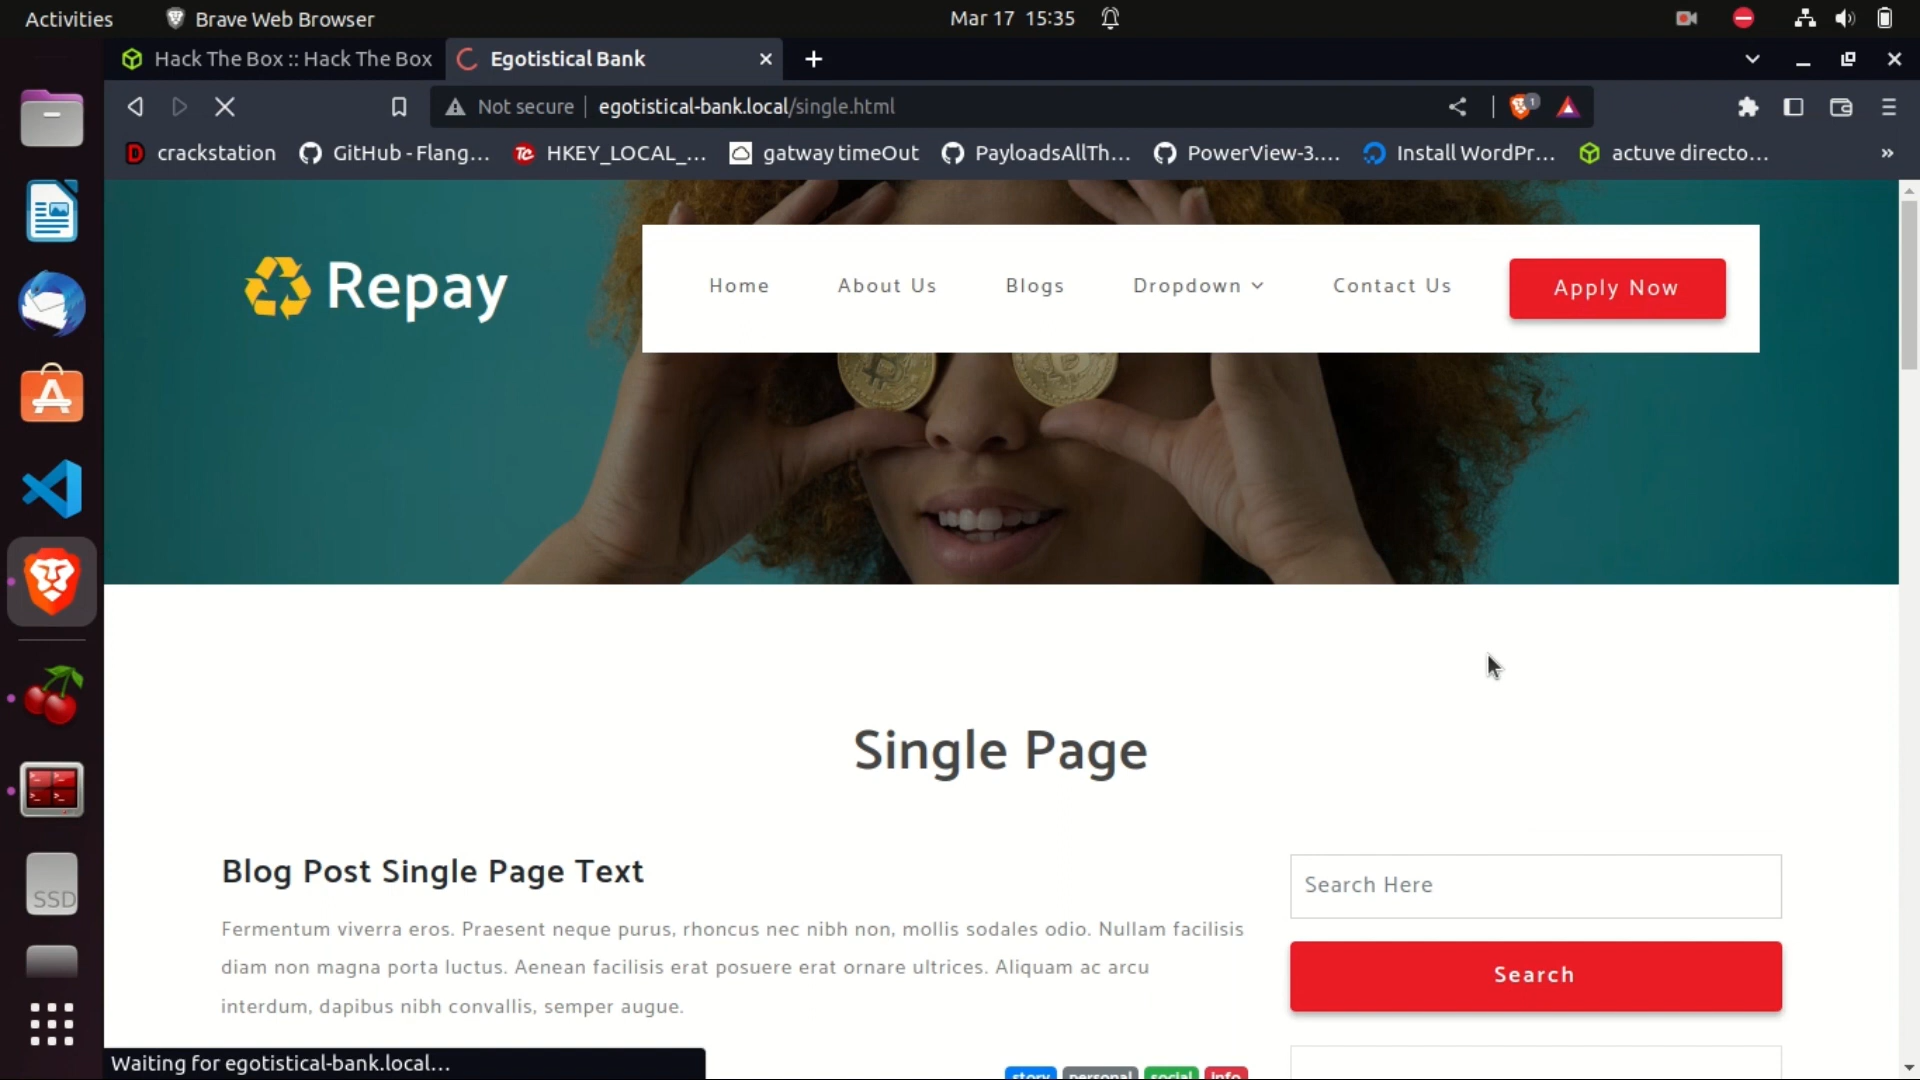 Activities Brave Web Browser Mar 17 15:35
Hack The Box :: Hack The Box Egotistical Bank
Not secure egotistical-bank.local/single.html 1
crackstation GitHub - Flang... HKEY_LOCAL_... gatway timeOut PayloadsAllTh... PowerView-3.... Install WordPr... actuve directo... »
Repay Home About Us Blogs Dropdown Contact Us Apply Now
Single Page
Blog Post Single Page Text
Fermentum viverra eros. Praesent neque purus, rhoncus nec nibh non, mollis sodales odio. Nullam facilisis
diam non magna porta luctus. Aenean facilisis erat posuere erat ornare ultrices. Aliquam ac arcu
interdum, dapibus nibh convallis, semper augue.
Search Here
Search
story personal social info
SSD
Waiting for egotistical-bank.local...